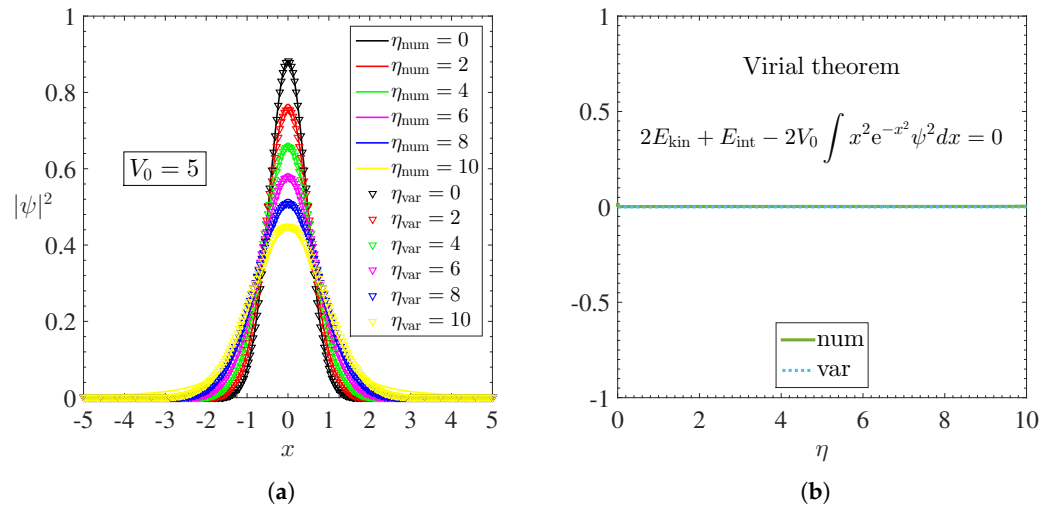 1
0.8
0.6
0.4
0.2
0
|ψ|²
V₀ = 5
η_num = 0
η_num = 2
η_num = 4
η_num = 6
η_num = 8
η_num = 10
η_var = 0
η_var = 2
η_var = 4
η_var = 6
η_var = 8
η_var = 10
-5 -4 -3 -2 -1 0 1 2 3 4 5
x
(a)
1
0.5
0
-0.5
-1
Virial theorem
2E_kin + E_int − 2V₀ ∫ x²e^{−x²}ψ²dx = 0
num
var
0 2 4 6 8 10
η
(b)